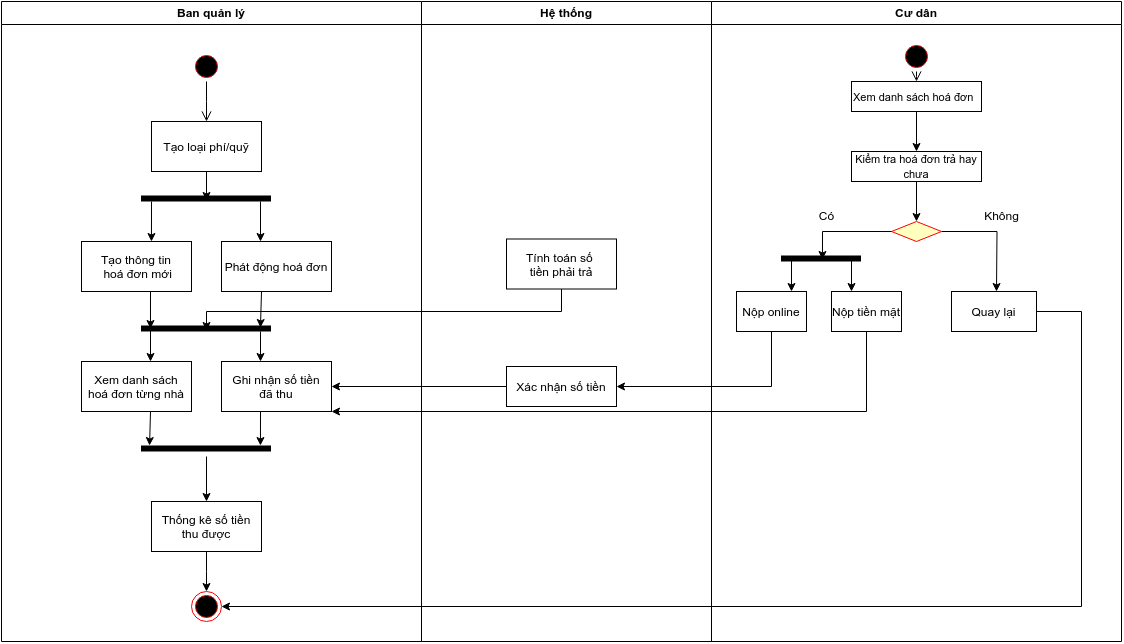 Ban quản lý
Hệ thống
Cư dân
Tạo loại phí/quỹ
Tạo thông tin
hoá đơn mới
Phát động hoá đơn
Xem danh sách
hoá đơn từng nhà
Ghi nhận số tiền
đã thu
Thống kê số tiền
thu được
Tính toán số
tiền phải trả
Xác nhận số tiền
Xem danh sách hoá đơn
Kiểm tra hoá đơn trả hay
chưa
Có
Không
Nộp online
Nộp tiền mặt
Quay lại